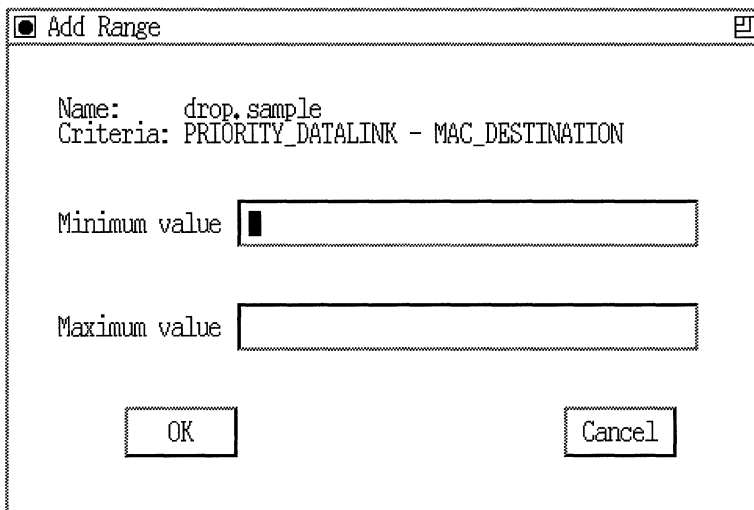 Add Range
Name: drop.sample
Criteria: PRIORITY_DATALINK - MAC_DESTINATION
Minimum value
Maximum value
OK Cancel